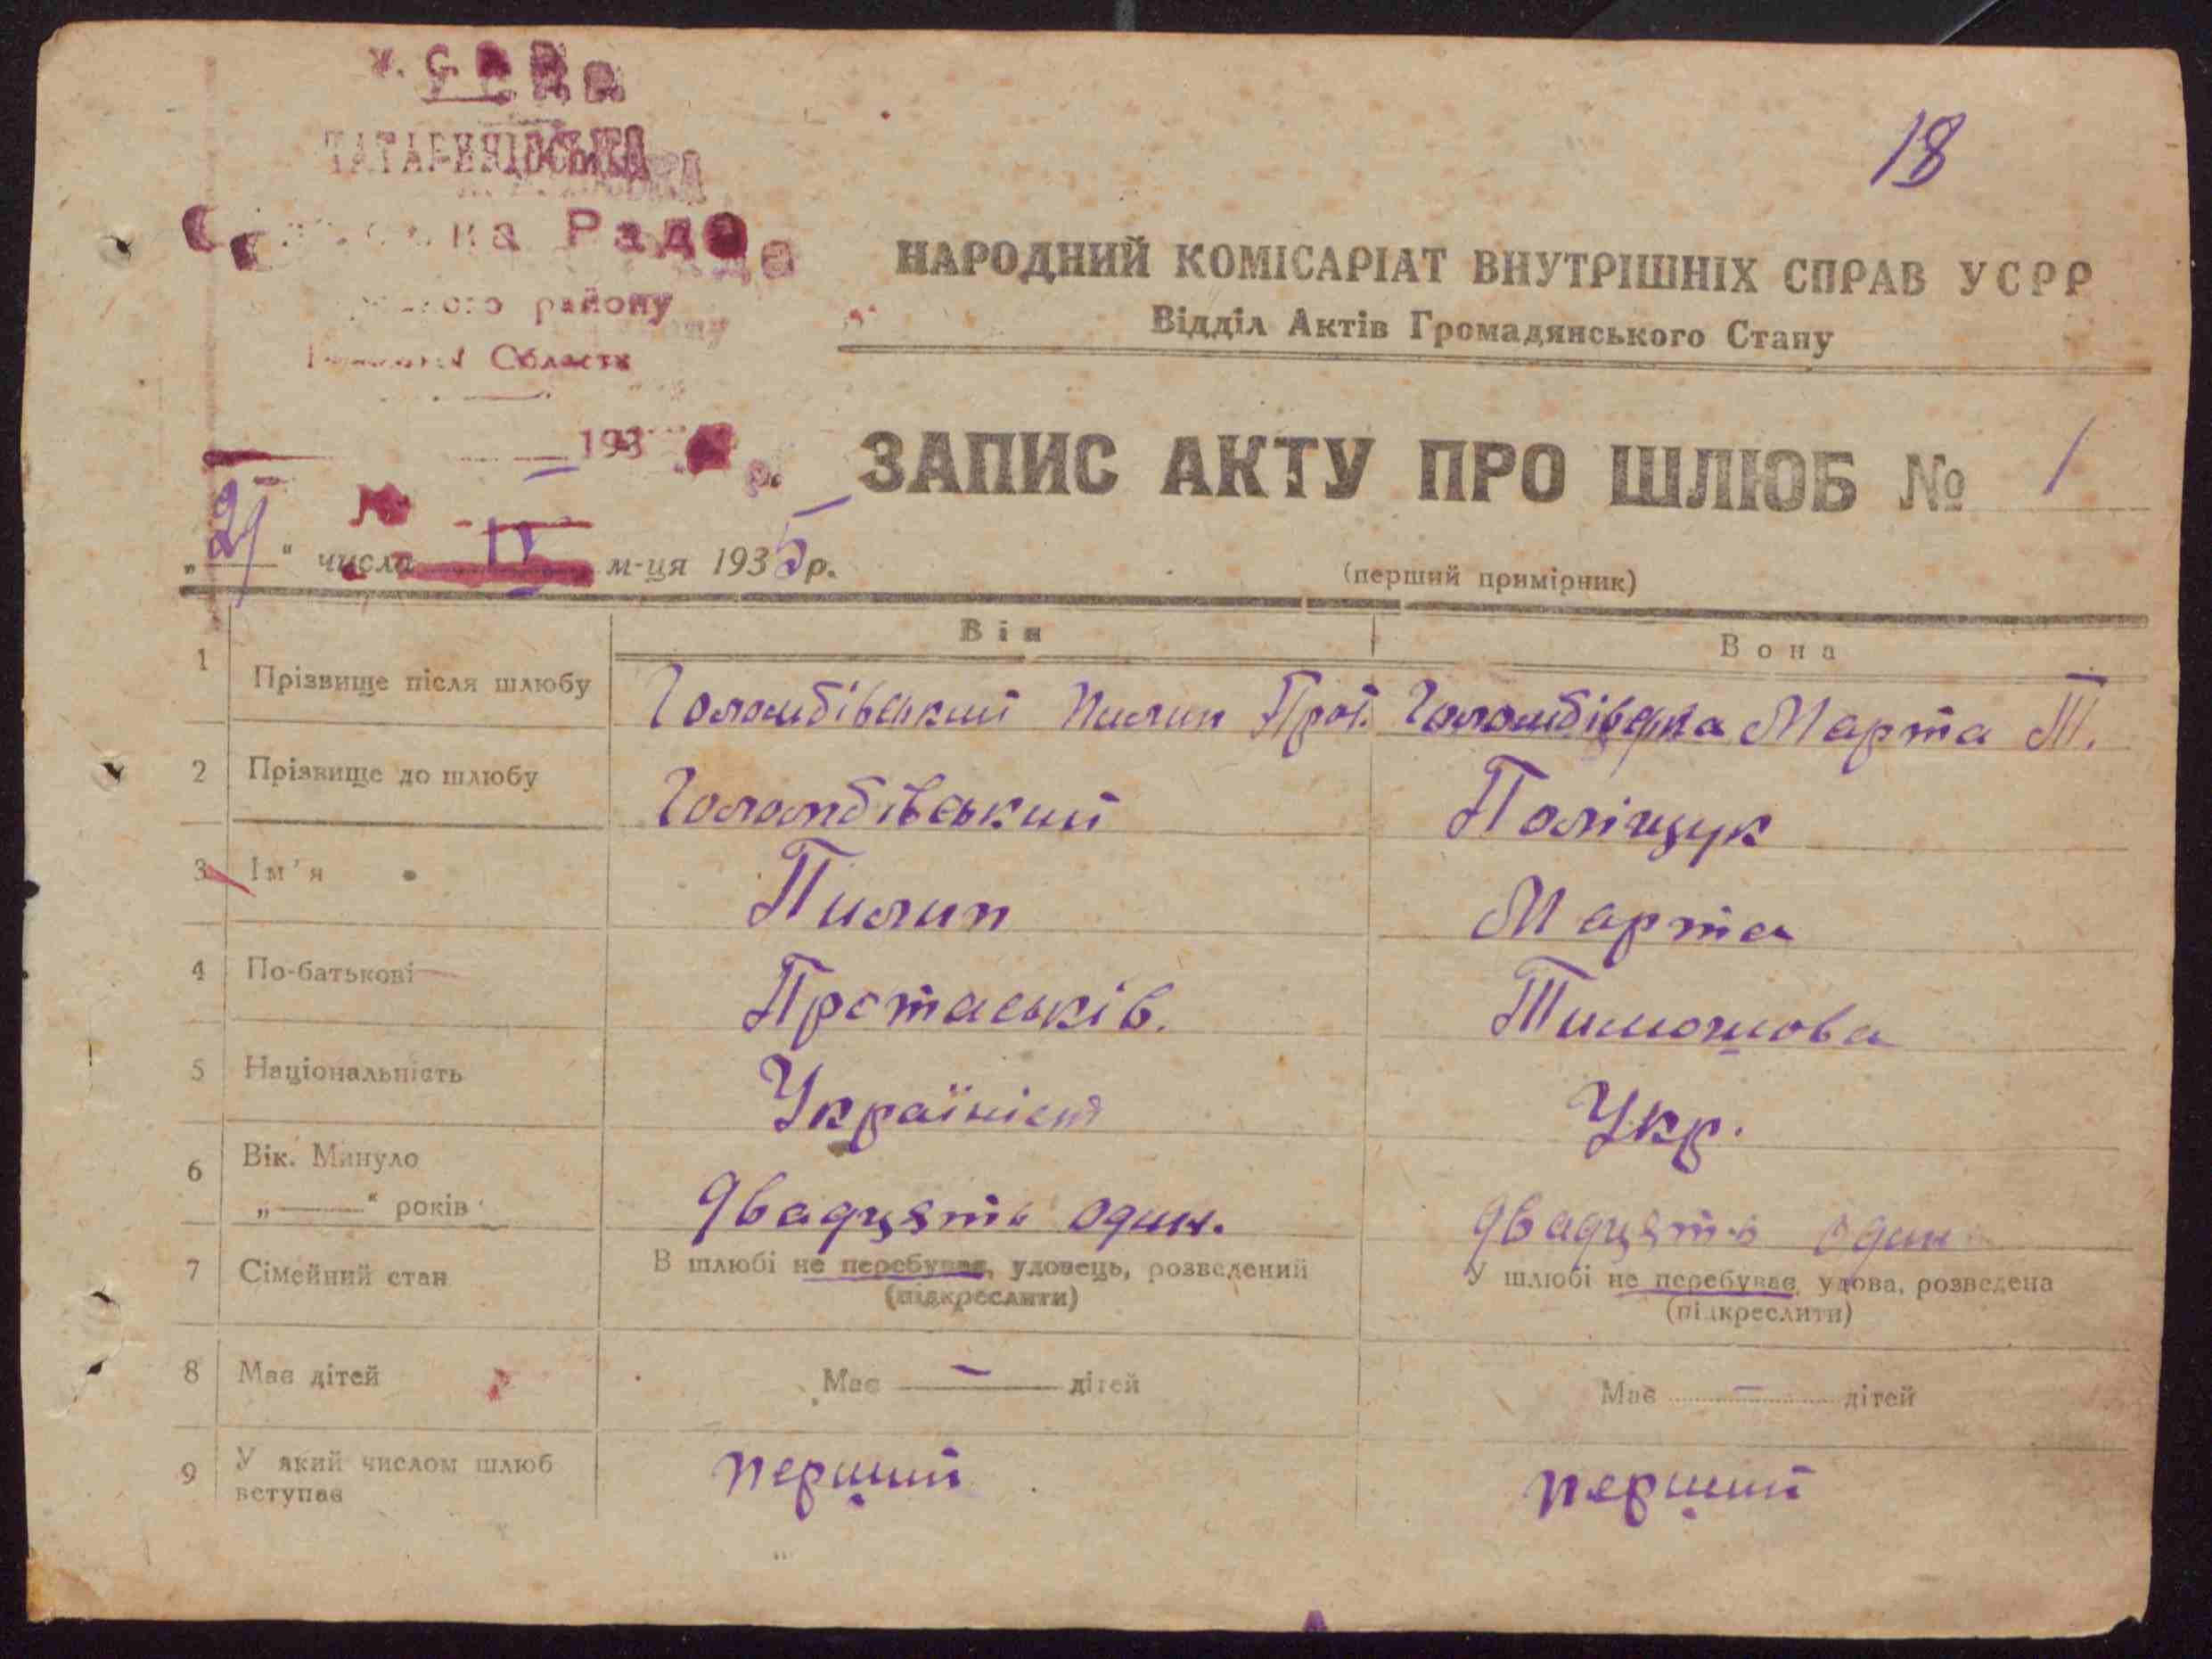 У. С. Р. Р.
ТАТАРИНІВСЬКА
Рада
району
Области
193 р.
18
НАРОДНИЙ КОМІСАРІАТ ВНУТРІШНІХ СПРАВ УСРР
Відділ Актів Громадянського Стану
ЗАПИС АКТУ ПРО ШЛЮБ № 1
„21“ числа м-ця 1935 р.
(перший примірник)
Він Вона
1 Прізвище після шлюбу Голомбівський Пилип Прот. Голомбівська Марта Т.
2 Прізвище до шлюбу Голомбівський Поліщук
3 Ім'я Пилип Марта
4 По-батькові Протаськів. Тимошова
5 Національність Україніст Укр.
6 Вік. Минуло
„ “ років двадцять один. двадцять один
7 Сімейний стан В шлюбі не перебував, удовець, розведений У шлюбі не перебуває, удова, розведена
(підкреслити) (підкреслити)
8 Має дітей Має — дітей Має — дітей
9 У який числом шлюб
вступає перший перший